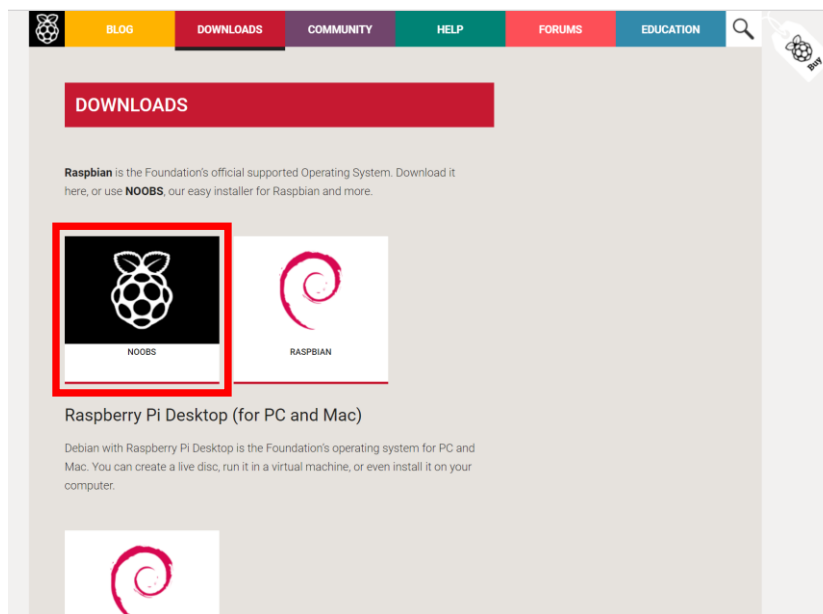 BLOG DOWNLOADS COMMUNITY HELP FORUMS EDUCATION
Buy
DOWNLOADS
Raspbian is the Foundation's official supported Operating System. Download it
here, or use NOOBS, our easy installer for Raspbian and more.
NOOBS RASPBIAN
Raspberry Pi Desktop (for PC and Mac)
Debian with Raspberry Pi Desktop is the Foundation's operating system for PC and
Mac. You can create a live disc, run it in a virtual machine, or even install it on your
computer.